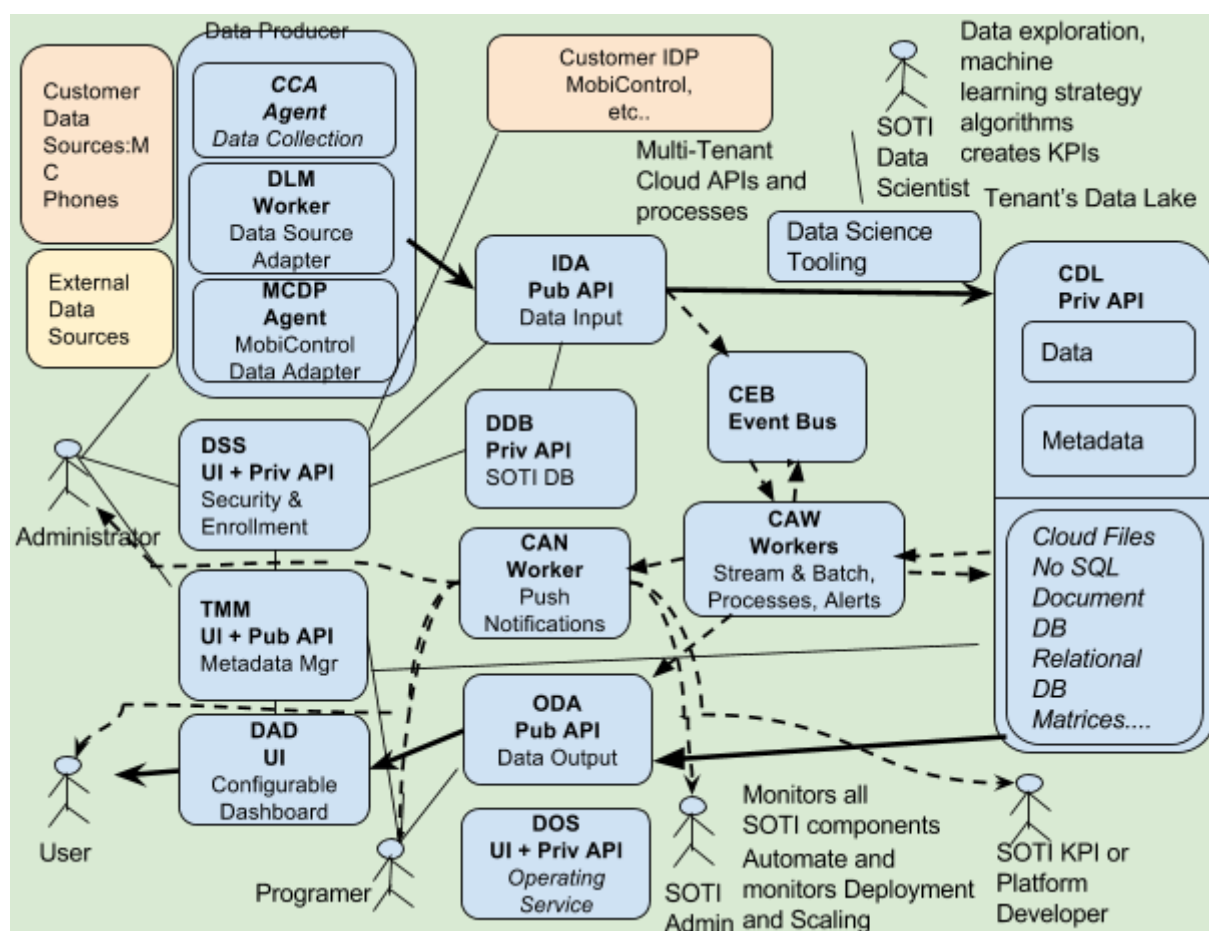 Data Producer
Customer
Data
Sources:M
C
Phones
CCA
Agent
Data Collection
DLM
Worker
Data Source
Adapter
MCDP
Agent
MobiControl
Data Adapter
External
Data
Sources
Customer IDP
MobiControl,
etc..
Multi-Tenant
Cloud APIs and
processes
SOTI
Data
Scientist
Data exploration,
machine
learning strategy
algorithms
creates KPIs
Tenant's Data Lake
Data Science
Tooling
IDA
Pub API
Data Input
CDL
Priv API
Data
Metadata
CEB
Event Bus
DDB
Priv API
SOTI DB
DSS
UI + Priv API
Security &
Enrollment
Administrator
CAN
Worker
Push
Notifications
CAW
Workers
Stream & Batch,
Processes, Alerts
Cloud Files
No SQL
Document
DB
Relational
DB
Matrices....
TMM
UI + Pub API
Metadata Mgr
ODA
Pub API
Data Output
DAD
UI
Configurable
Dashboard
User
Programer
DOS
UI + Priv API
Operating
Service
SOTI
Admin
Monitors all
SOTI components
Automate and
monitors Deployment
and Scaling
SOTI KPI or
Platform
Developer